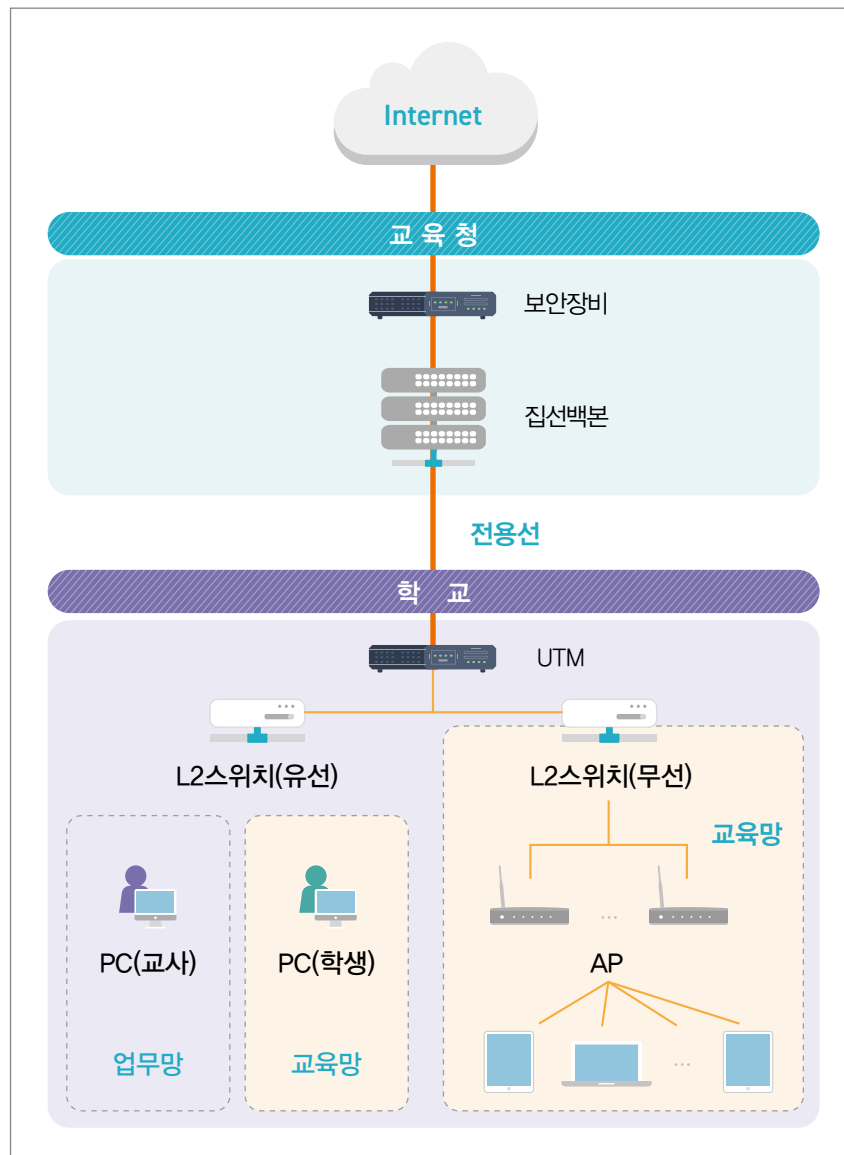 Internet
교 육 청
보안장비
집선백본
전용선
학 교
UTM
L2스위치(유선)
L2스위치(무선)
교육망
PC(교사)
PC(학생)
AP
업무망
교육망